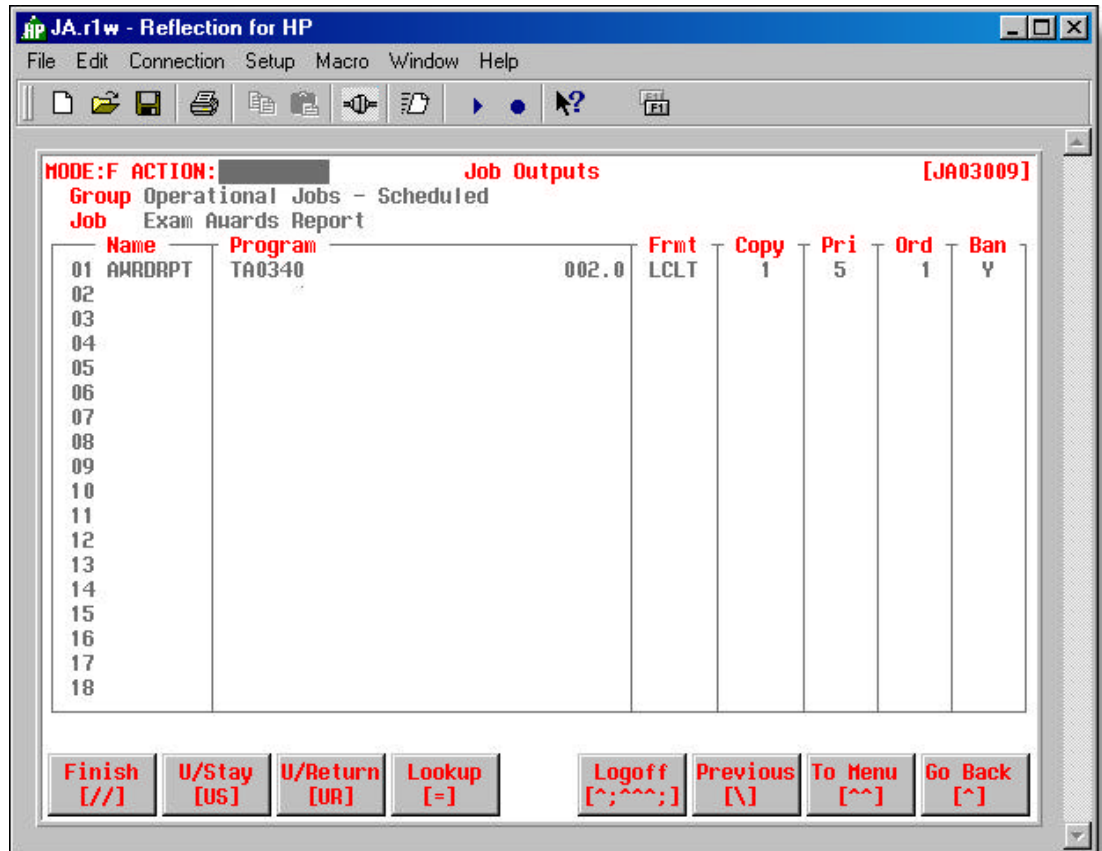 JA.r1w - Reflection for HP
File Edit Connection Setup Macro Window Help
F1
MODE:F ACTION: Job Outputs [JA03009]
Group Operational Jobs - Scheduled
Job Exam Awards Report
Name Program Frmt Copy Pri Ord Ban
01 AWRDRPT TA0340 002.0 LCLT 1 5 1 Y
02
03
04
05
06
07
08
09
10
11
12
13
14
15
16
17
18
Finish U/Stay U/Return Lookup Logoff Previous To Menu Go Back
[//] [US] [UR] [=] [^;^^^;] [\] [^^] [^]